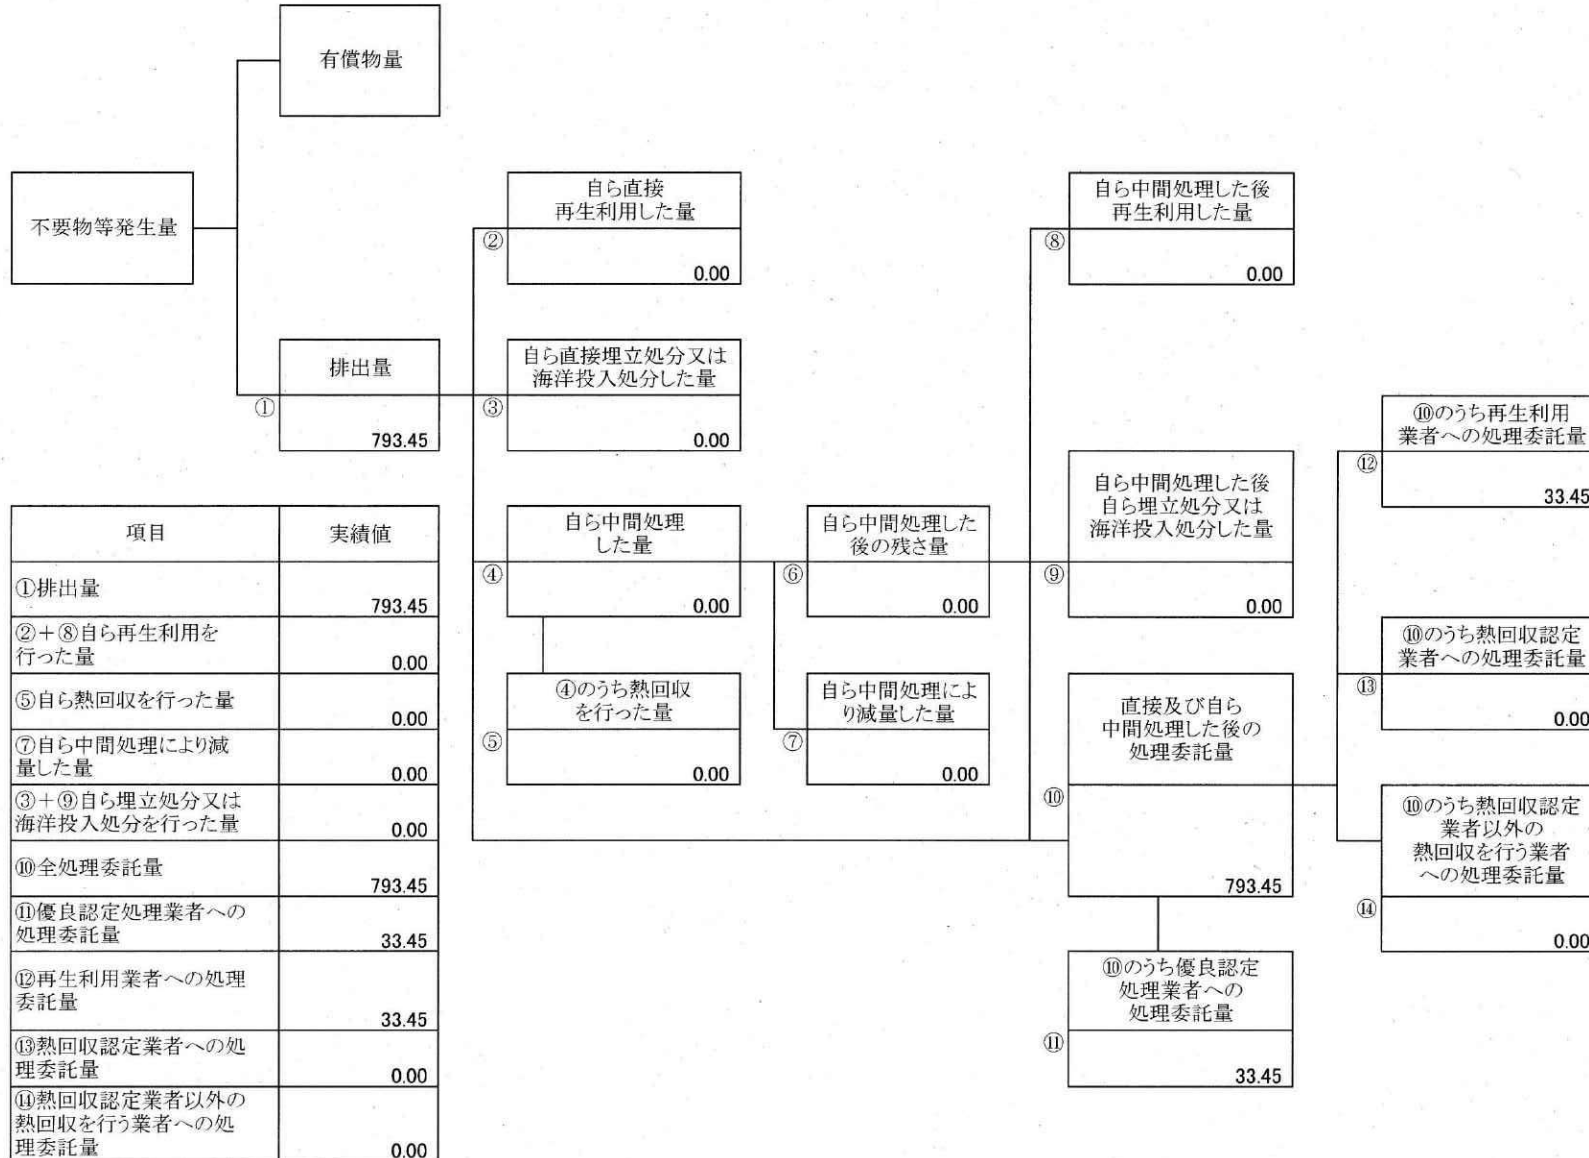 有償物量
不要物等発生量
排出量
①
793.45
自ら直接
再生利用した量
②
0.00
自ら直接埋立処分又は
海洋投入処分した量
③
0.00
自ら中間処理
した量
④
0.00
④のうち熱回収
を行った量
⑤
0.00
自ら中間処理した
後の残さ量
⑥
0.00
自ら中間処理によ
り減量した量
⑦
0.00
自ら中間処理した後
再生利用した量
⑧
0.00
自ら中間処理した後
自ら埋立処分又は
海洋投入処分した量
⑨
0.00
直接及び自ら
中間処理した後の
処理委託量
⑩
793.45
⑩のうち優良認定
処理業者への
処理委託量
⑪
33.45
⑩のうち再生利用
業者への処理委託量
⑫
33.45
⑩のうち熱回収認定
業者への処理委託量
⑬
0.00
⑩のうち熱回収認定
業者以外の
熱回収を行う業者
への処理委託量
⑭
0.00
項目 実績値
①排出量
793.45
②+⑧自ら再生利用を
行った量 0.00
⑤自ら熱回収を行った量
0.00
⑦自ら中間処理により減
量した量 0.00
③+⑨自ら埋立処分又は
海洋投入処分を行った量 0.00
⑩全処理委託量
793.45
⑪優良認定処理業者への
処理委託量 33.45
⑫再生利用業者への処理
委託量
33.45
⑬熱回収認定業者への処
理委託量 0.00
⑭熱回収認定業者以外の
熱回収を行う業者への処
理委託量 0.00